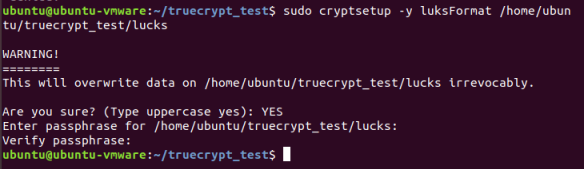 ubuntu@ubuntu-vmware:~/truecrypt_test$ sudo cryptsetup -y luksFormat /home/ubun
tu/truecrypt_test/lucks
WARNING!
========
This will overwrite data on /home/ubuntu/truecrypt_test/lucks irrevocably.
Are you sure? (Type uppercase yes): YES
Enter passphrase for /home/ubuntu/truecrypt_test/lucks:
Verify passphrase:
ubuntu@ubuntu-vmware:~/truecrypt_test$